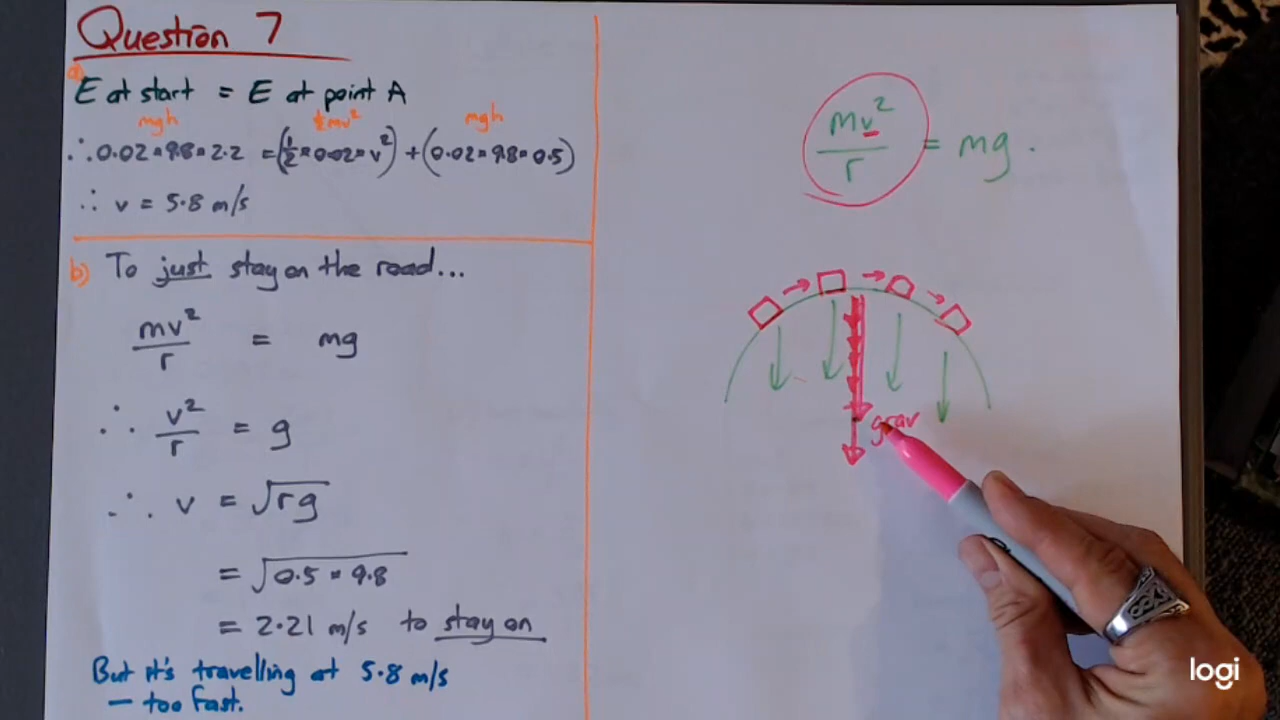 Question 7
a)
E at start = E at point A
mgh ½mv² mgh
∴ 0.02 × 9.8 × 2.2 = (½ × 0.02 × v²) + (0.02 × 9.8 × 0.5)
∴ v = 5.8 m/s
b) To just stay on the road...
mv²/r = mg
∴ v²/r = g
∴ v = √rg
= √0.5 × 9.8
= 2.21 m/s to stay on
But it's travelling at 5.8 m/s
– too fast.
mv²/r = mg.
grav
logi